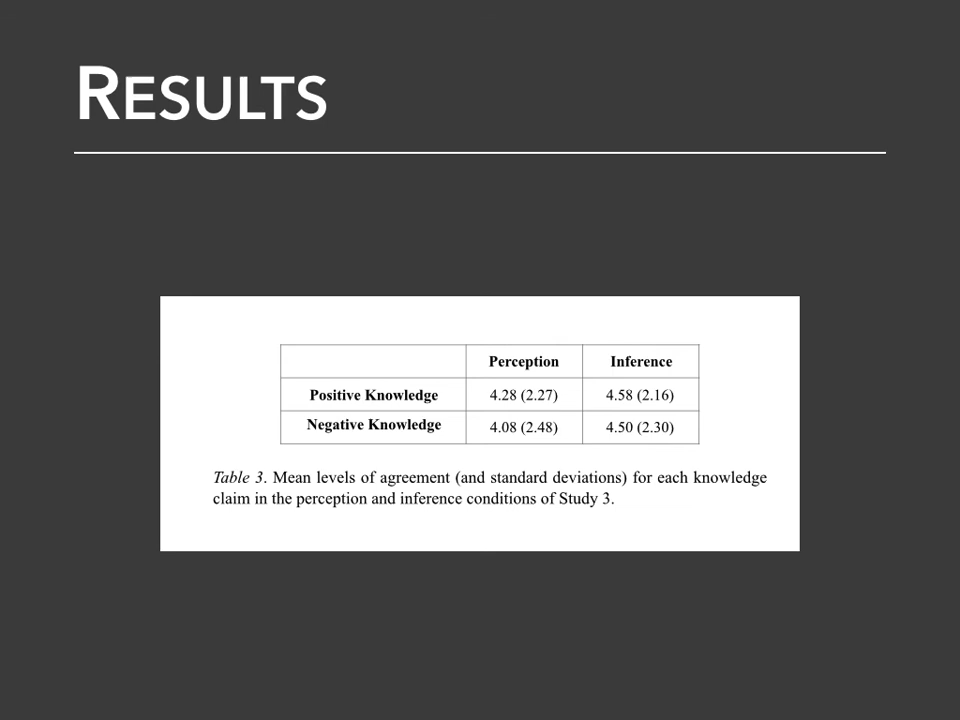 RESULTS
Perception Inference
Positive Knowledge 4.28 (2.27) 4.58 (2.16)
Negative Knowledge 4.08 (2.48) 4.50 (2.30)
Table 3. Mean levels of agreement (and standard deviations) for each knowledge
claim in the perception and inference conditions of Study 3.